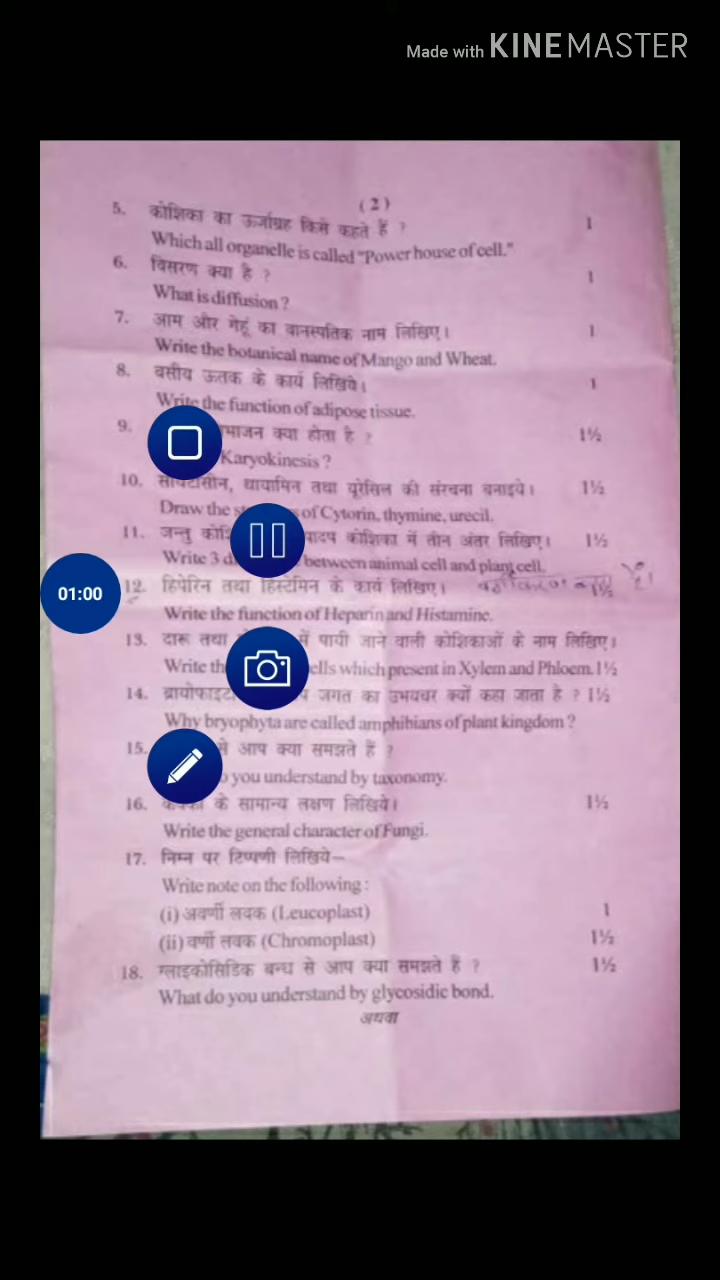 Made with KINEMASTER
( 2 )
5. कोशिका का ऊर्जाग्रह किसे कहते हैं ? 1
Which all organelle is called "Power house of cell."
6. विसरण क्या है ? 1
What is diffusion ?
7. आम और गेहूं का वानस्पतिक नाम लिखिए। 1
Write the botanical name of Mango and Wheat.
8. वसीय ऊतक के कार्य लिखिये। 1
Write the function of adipose tissue.
9. भाजन क्या होता है ? 1½
Karyokinesis ?
10. साइटोसीन, थायामिन तथा यूरेसिल की संरचना बनाइये। 1½
Draw the of Cytorin, thymine, urecil.
11. जन्तु पादप कोशिका में तीन अंतर लिखिए। 1½
Write 3 between animal cell and plant cell.
01:00
12. हिपेरिन तथा हिस्टेमिन के कार्य लिखिए। 1½
Write the function of Heparin and Histamine.
13. दारू तथा में पायी जाने वाली कोशिकाओं के नाम लिखिए।
Write ells which present in Xylem and Phloem. 1½
14. ब्रायोफाइटा जगत का उभयचर क्यों कहा जाता है ? 1½
Why bryophyta are called amphibians of plant kingdom ?
15. से आप क्या समझते हैं ?
you understand by taxonomy.
16. के सामान्य लक्षण लिखिये। 1½
Write the general character of Fungi.
17. निम्न पर टिप्पणी लिखिये–
Write note on the following :
(i) अवर्णी लवक (Leucoplast) 1
(ii) वर्णी लवक (Chromoplast) 1½
18. ग्लाइकोसिडिक बन्ध से आप क्या समझते हैं ? 1½
What do you understand by glycosidic bond.
अथवा